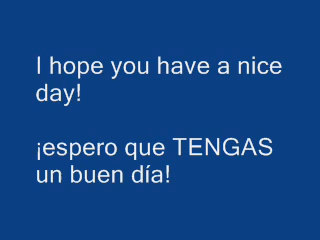 I hope you have a nice
day!
¡espero que TENGAS
un buen día!